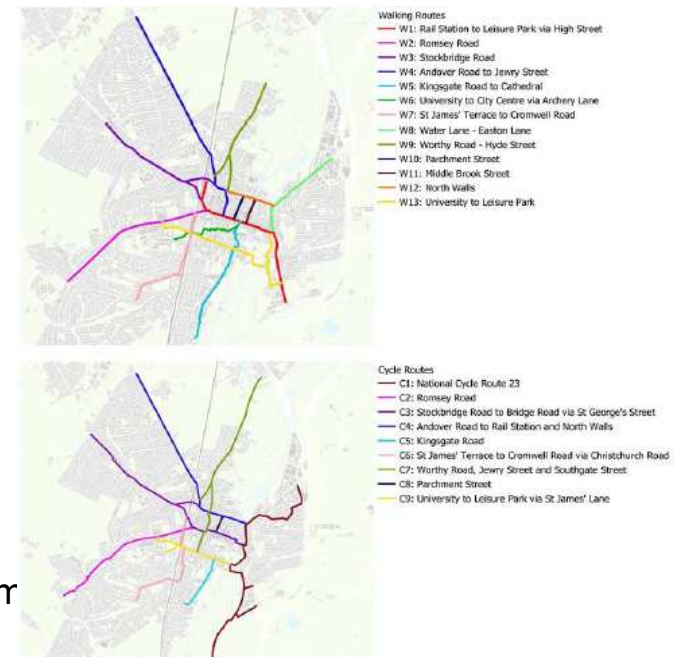 Walking Routes
W1: Rail Station to Leisure Park via High Street
W2: Romsey Road
W3: Stockbridge Road
W4: Andover Road to Jewry Street
W5: Kingsgate Road to Cathedral
W6: University to City Centre via Archery Lane
W7: St James' Terrace to Cromwell Road
W8: Water Lane - Easton Lane
W9: Worthy Road - Hyde Street
W10: Parchment Street
W11: Middle Brook Street
W12: North Walls
W13: University to Leisure Park
Cycle Routes
C1: National Cycle Route 23
C2: Romsey Road
C3: Stockbridge Road to Bridge Road via St George's Street
C4: Andover Road to Rail Station and North Walls
C5: Kingsgate Road
C6: St James' Terrace to Cromwell Road via Christchurch Road
C7: Worthy Road, Jewry Street and Southgate Street
C8: Parchment Street
C9: University to Leisure Park via St James' Lane